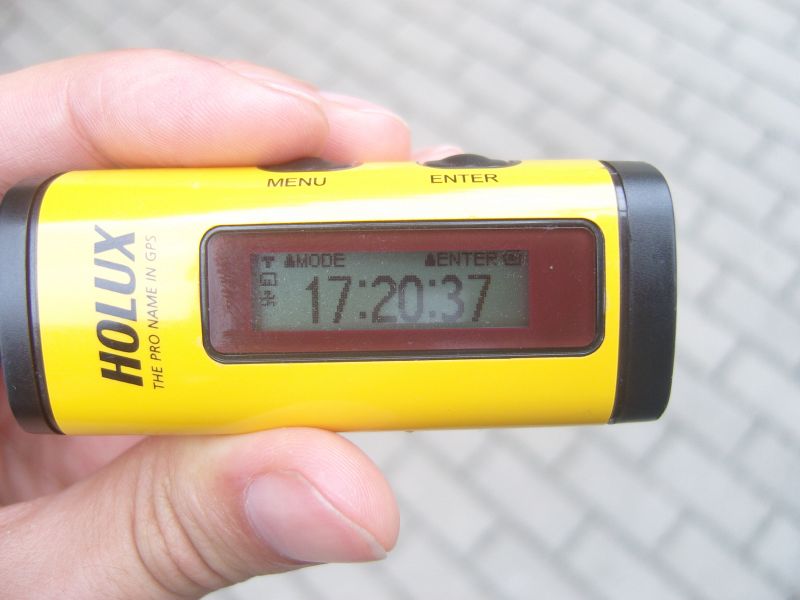 MENU ENTER
HOLUX
THE PRO NAME IN GPS
MODE ENTER
17:20:37